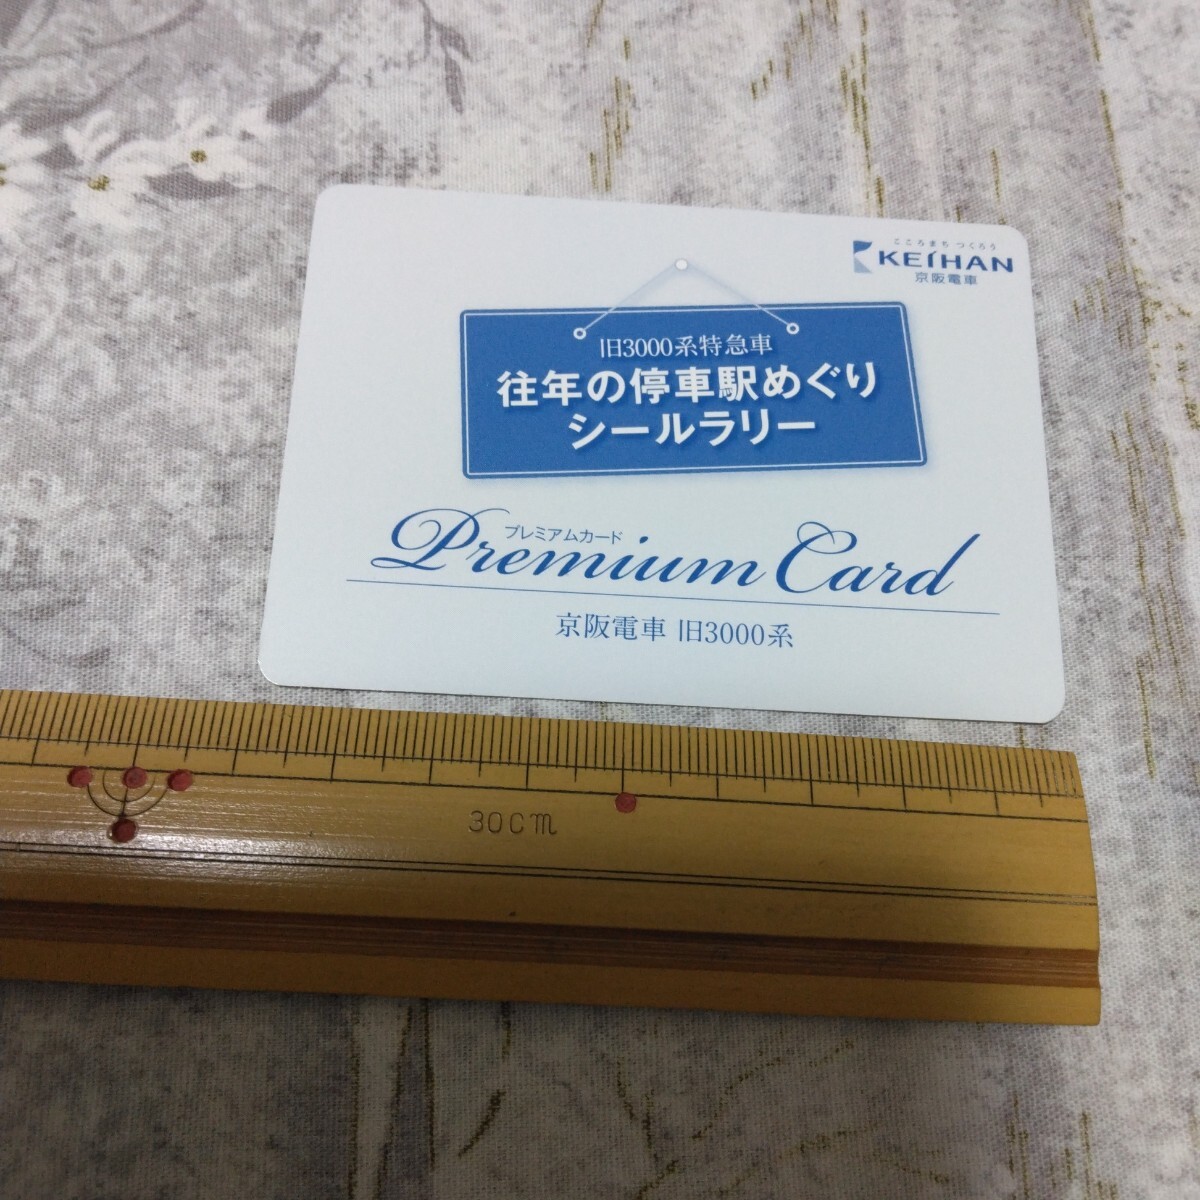 こころまち つくろう
KEIHAN
京阪電車
旧3000系特急車
往年の停車駅めぐり
シールラリー
プレミアムカード
Premium Card
京阪電車 旧3000系
30cm